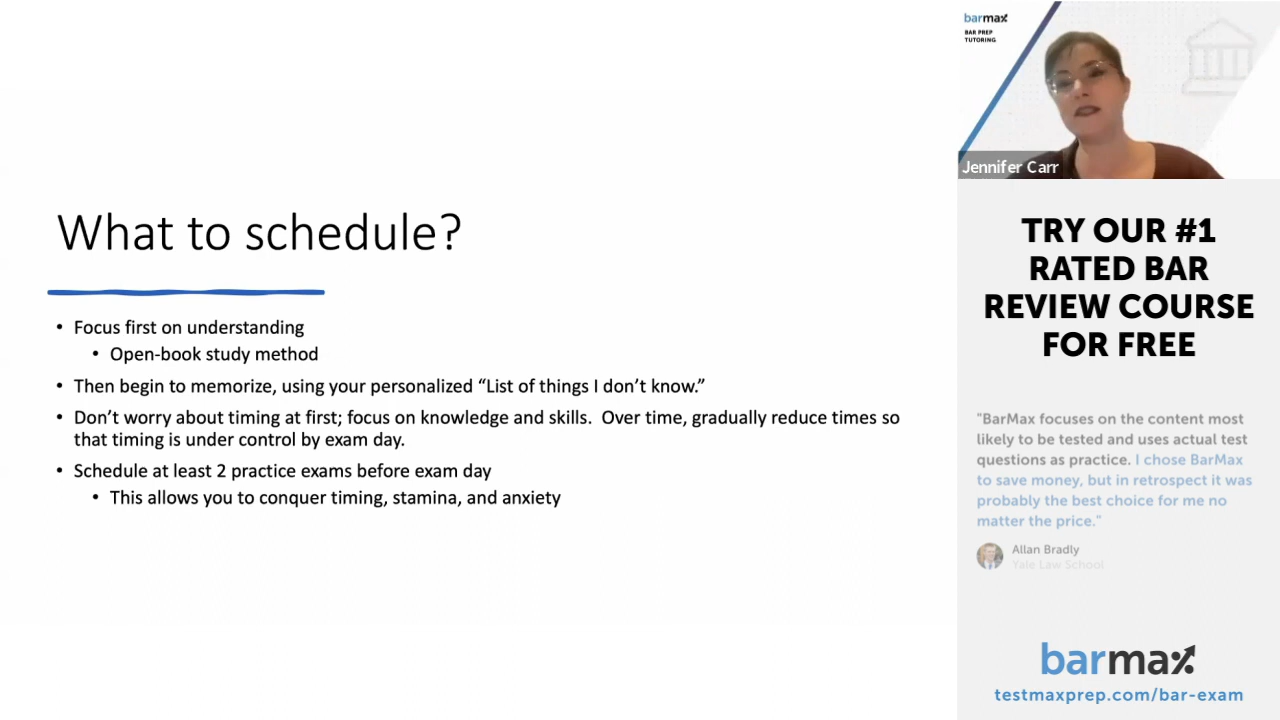 What to schedule?
• Focus first on understanding
• Open-book study method
• Then begin to memorize, using your personalized “List of things I don’t know.”
• Don’t worry about timing at first; focus on knowledge and skills.  Over time, gradually reduce times so
that timing is under control by exam day.
• Schedule at least 2 practice exams before exam day
• This allows you to conquer timing, stamina, and anxiety
barmax
BAR PREP
TUTORING
Jennifer Carr
TRY OUR #1
RATED BAR
REVIEW COURSE
FOR FREE
"BarMax focuses on the content most
likely to be tested and uses actual test
questions as practice. I chose BarMax
to save money, but in retrospect it was
probably the best choice for me no
matter the price."
Allan Bradly
Yale Law School
barmax
testmaxprep.com/bar-exam